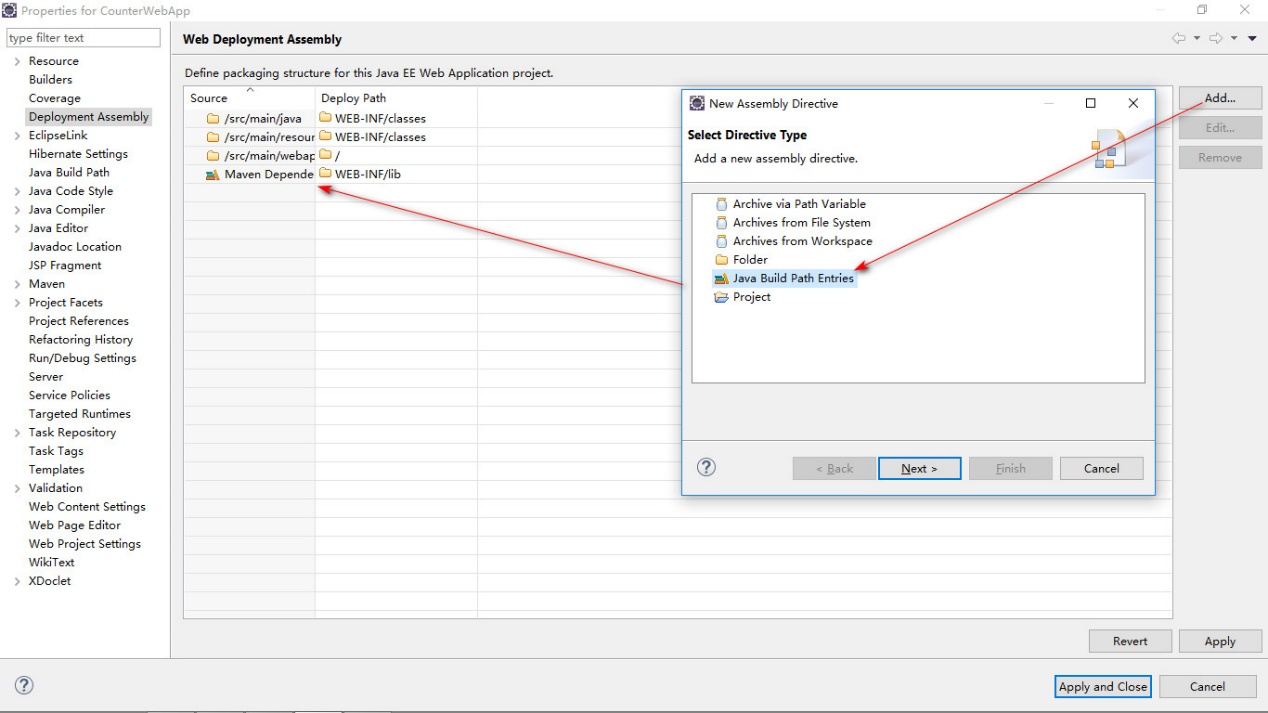 Properties for CounterWebApp
type filter text
Resource
Builders
Coverage
Deployment Assembly
EclipseLink
Hibernate Settings
Java Build Path
Java Code Style
Java Compiler
Java Editor
Javadoc Location
JSP Fragment
Maven
Project Facets
Project References
Refactoring History
Run/Debug Settings
Server
Service Policies
Targeted Runtimes
Task Repository
Task Tags
Templates
Validation
Web Content Settings
Web Page Editor
Web Project Settings
WikiText
XDoclet
Web Deployment Assembly
Define packaging structure for this Java EE Web Application project.
Source Deploy Path
/src/main/java WEB-INF/classes
/src/main/resour WEB-INF/classes
/src/main/webap /
Maven Depende WEB-INF/lib
New Assembly Directive
Select Directive Type
Add a new assembly directive.
Archive via Path Variable
Archives from File System
Archives from Workspace
Folder
Java Build Path Entries
Project
< Back Next > Finish Cancel
Add...
Edit...
Remove
Revert Apply
Apply and Close Cancel